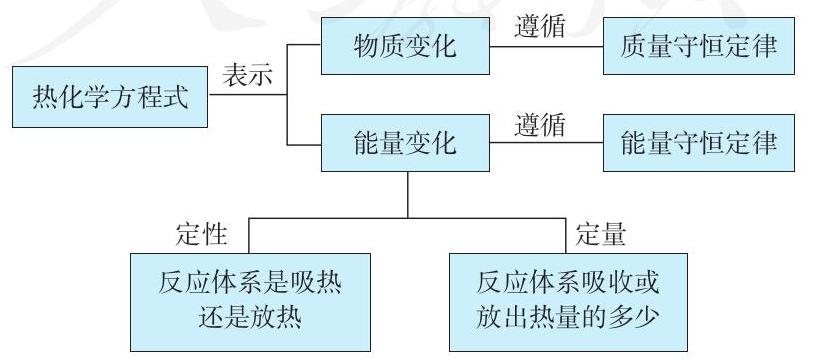 热化学方程式
表示
物质变化
遵循
质量守恒定律
能量变化
遵循
能量守恒定律
定性
定量
反应体系是吸热
还是放热
反应体系吸收或
放出热量的多少